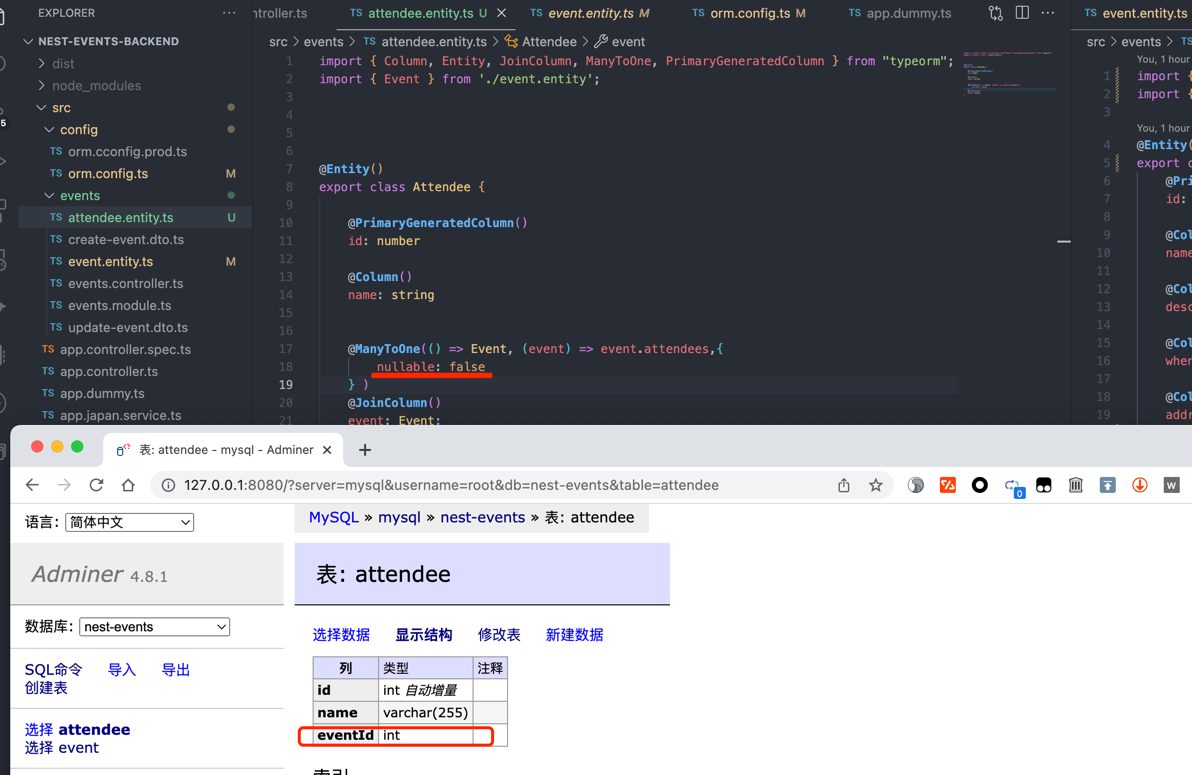 EXPLORER ···
NEST-EVENTS-BACKEND
dist
node_modules
src
config
TS orm.cconfig.prod.ts
TS orm.config.ts M
events
TS attendee.entity.ts U
TS create-event.dto.ts
TS event.entity.ts M
TS events.controller.ts
TS events.module.ts
TS update-event.dto.ts
TS app.controller.spec.ts
TS app.controller.ts
TS app.dummy.ts
TS app.japan.service.ts
5
ntroller.ts TS attendee.entity.ts U TS event.entity.ts M TS orm.config.ts M TS app.dummy.ts ···
src > events > TS attendee.entity.ts > Attendee > event
1 import { Column, Entity, JoinColumn, ManyToOne, PrimaryGeneratedColumn } from "typeorm";
2 import { Event } from './event.entity';
3
4
5
6
7 @Entity()
8 export class Attendee {
9
10 @PrimaryGeneratedColumn()
11 id: number
12
13 @Column()
14 name: string
15
16
17 @ManyToOne(() => Event, (event) => event.attendees,{
18 nullable: false
19 } )
20 @JoinColumn()
21 event: Event;
TS event.entity.ts
src > events > TS
You, 1 hour
1 import {
2 import {
3
You, 1 hour
4 @Entity(
5 export c
6 @Pri
7 id:
8
9 @Col
10 name
11
12 @Col
13 desc
14
15 @Col
16 wher
17
18 @Col
19 addr
表: attendee - mysql - Adminer
127.0.0.1:8080/?server=mysql&username=root&db=nest-events&table=attendee
0
W
语言: 简体中文
MySQL » mysql » nest-events » 表: attendee
Adminer 4.8.1
表: attendee
数据库: nest-events
选择数据 显示结构 修改表 新建数据
SQL命令 导入 导出
创建表
选择 attendee
选择 event
列 类型 注释
id int 自动增量
name varchar(255)
eventId int
索引